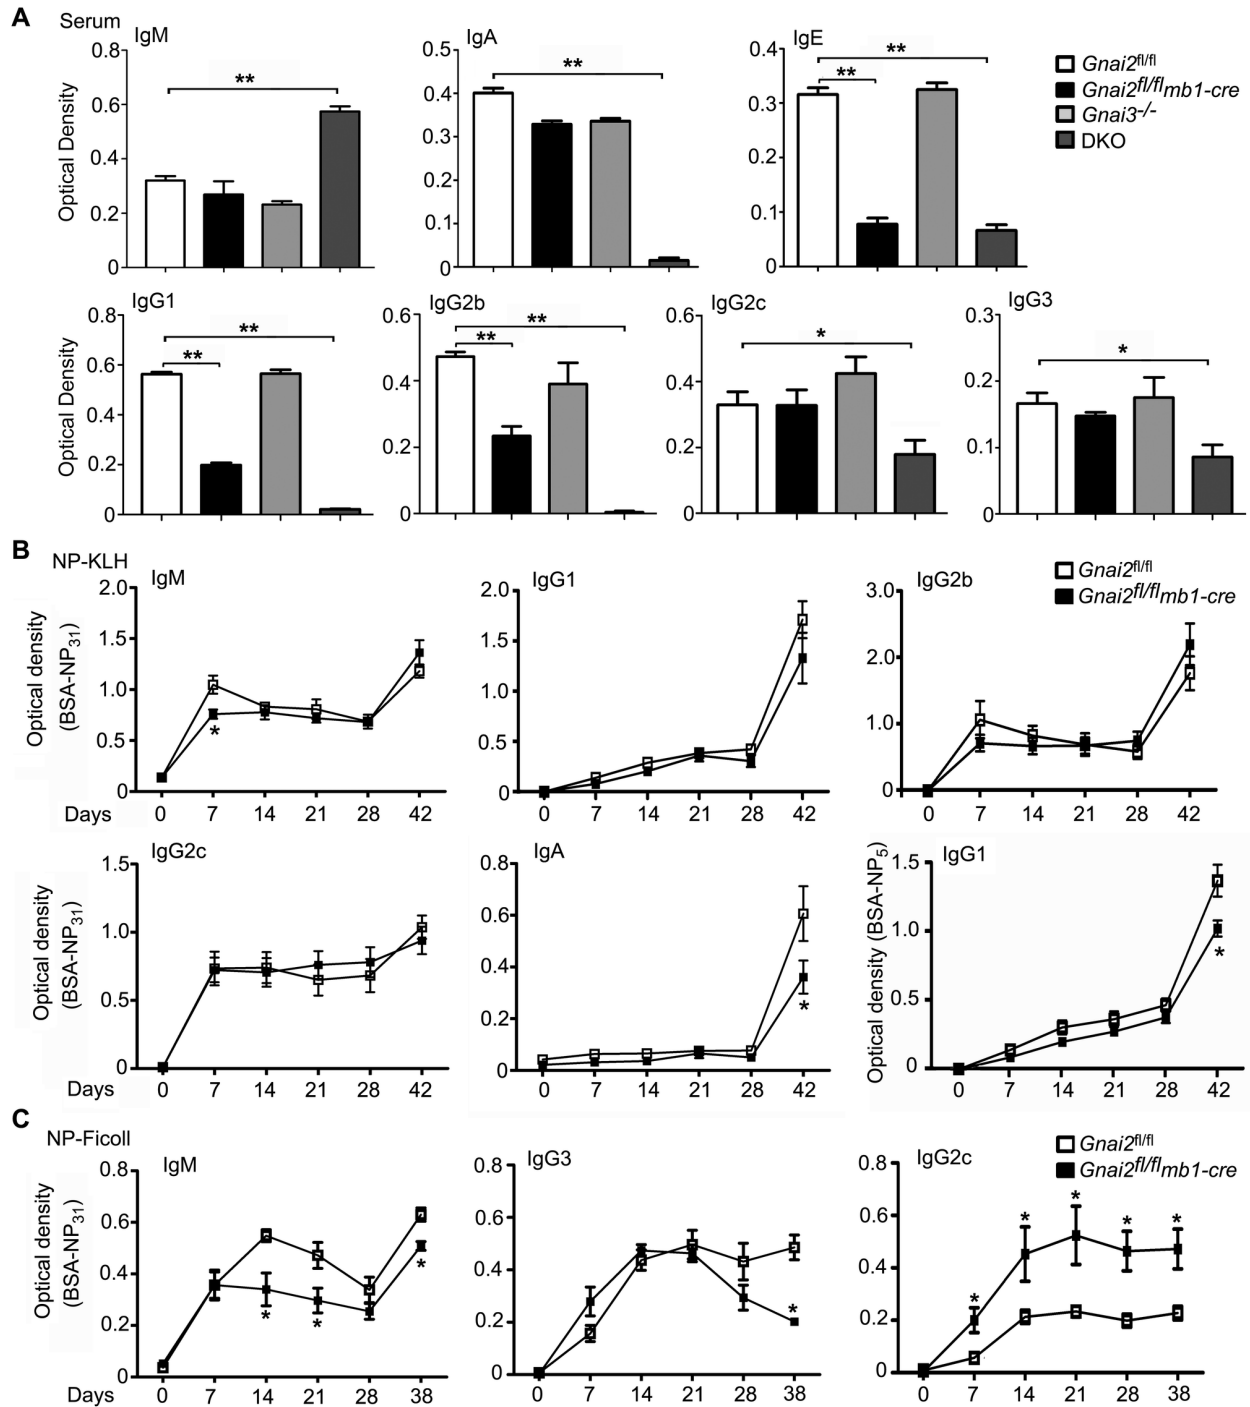 A
Serum
IgM
IgA
IgE
Optical Density
0.8
0.6
0.4
0.2
0
**
0.5
0.4
0.3
0.2
0.1
0
**
0.4
0.3
0.2
0.1
0
**
**
Gnai2fl/fl
Gnai2fl/flmb1-cre
Gnai3-/-
DKO
IgG1
IgG2b
IgG2c
IgG3
Optical Density
0.8
0.6
0.4
0.2
0
**
**
0.6
0.4
0.2
0
**
**
0.6
0.4
0.2
0
*
0.3
0.2
0.1
0
*
B
NP-KLH
Gnai2fl/fl
Gnai2fl/flmb1-cre
IgM
Optical density
(BSA-NP31)
2.0
1.5
1.0
0.5
0
*
Days 0 7 14 21 28 42
IgG1
2.0
1.5
1.0
0.5
0
0 7 14 21 28 42
IgG2b
3.0
2.0
1.0
0
0 7 14 21 28 42
IgG2c
Optical density
(BSA-NP31)
1.5
1.0
0.5
0
Days 0 7 14 21 28 42
IgA
0.8
0.6
0.4
0.2
0
*
0 7 14 21 28 42
IgG1
Optical density (BSA-NP5)
1.5
1.0
0.5
0
*
0 7 14 21 28 42
C
NP-Ficoll
Gnai2fl/fl
Gnai2fl/flmb1-cre
IgM
Optical density
(BSA-NP31)
0.8
0.6
0.4
0.2
0
* * *
Days 0 7 14 21 28 38
IgG3
0.8
0.6
0.4
0.2
0
*
0 7 14 21 28 38
IgG2c
0.8
0.6
0.4
0.2
0
* * * * *
0 7 14 21 28 38